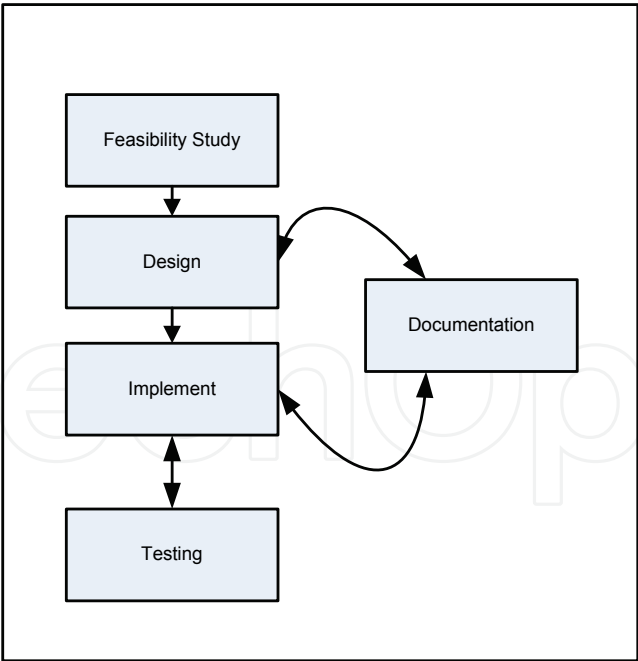 Feasibility Study
Design
Documentation
Implement
Testing